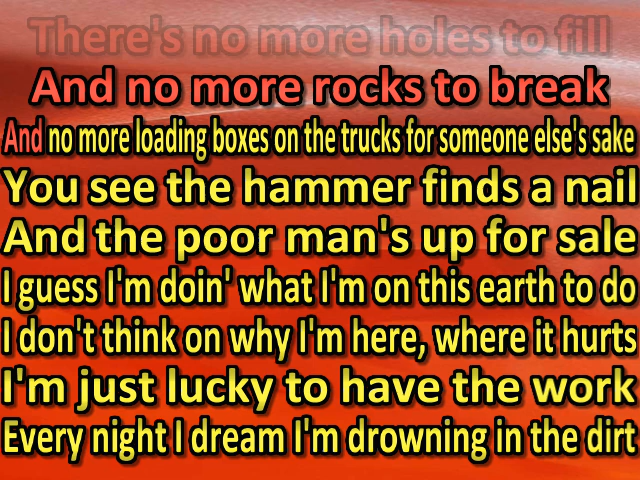 There's no more holes to fill
And no more rocks to break
And no more loading boxes on the trucks for someone else's sake
You see the hammer finds a nail
And the poor man's up for sale
I guess I'm doin' what I'm on this earth to do
I don't think on why I'm here, where it hurts
I'm just lucky to have the work
Every night I dream I'm drowning in the dirt